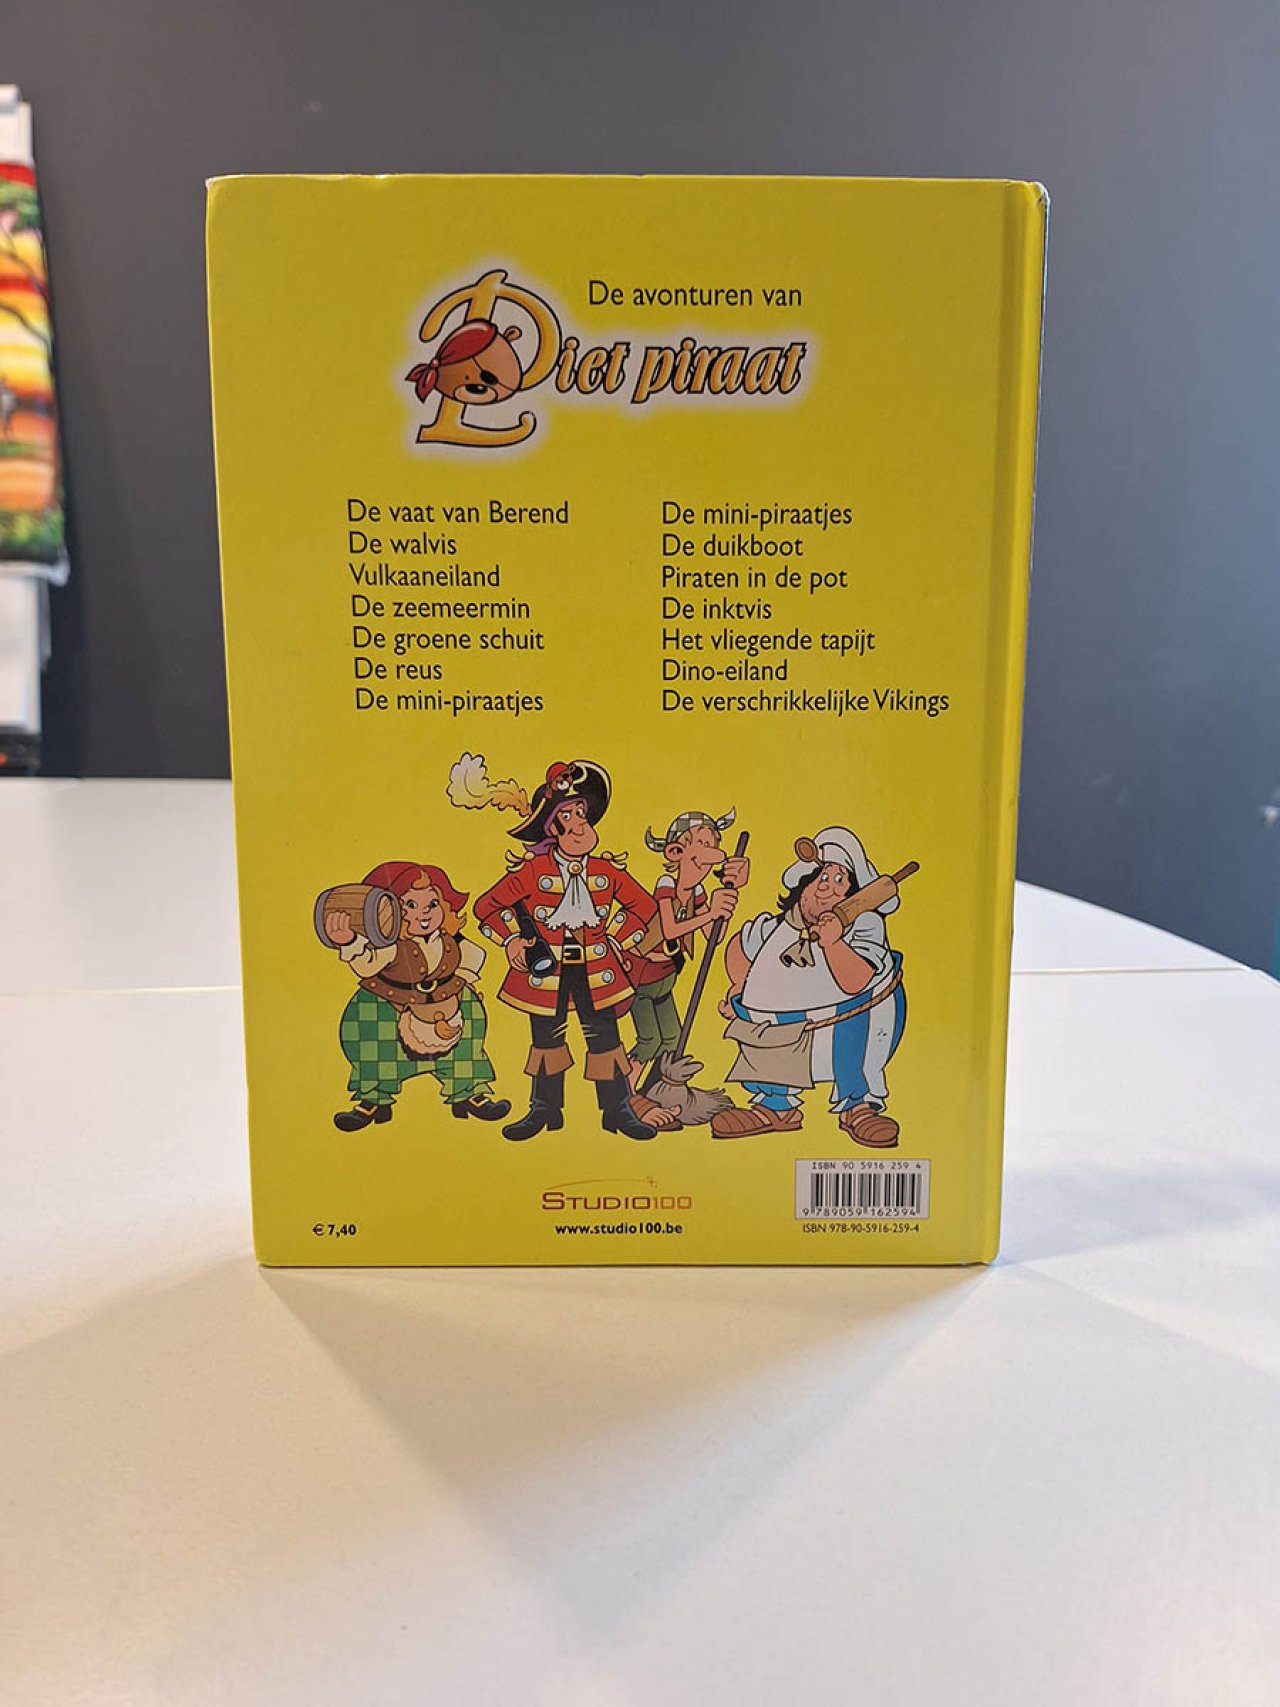 De avonturen van
Piet piraat
De vaat van Berend
De walvis
Vulkaaneiland
De zeemeermin
De groene schuit
De reus
De mini-piraatjes
De mini-piraatjes
De duikboot
Piraten in de pot
De inktvis
Het vliegende tapijt
Dino-eiland
De verschrikkelijke Vikings
€ 7,40
STUDIO100
www.studio100.be
ISBN 90 5916 259 4
9 789059 162594
ISBN 978-90-5916-259-4